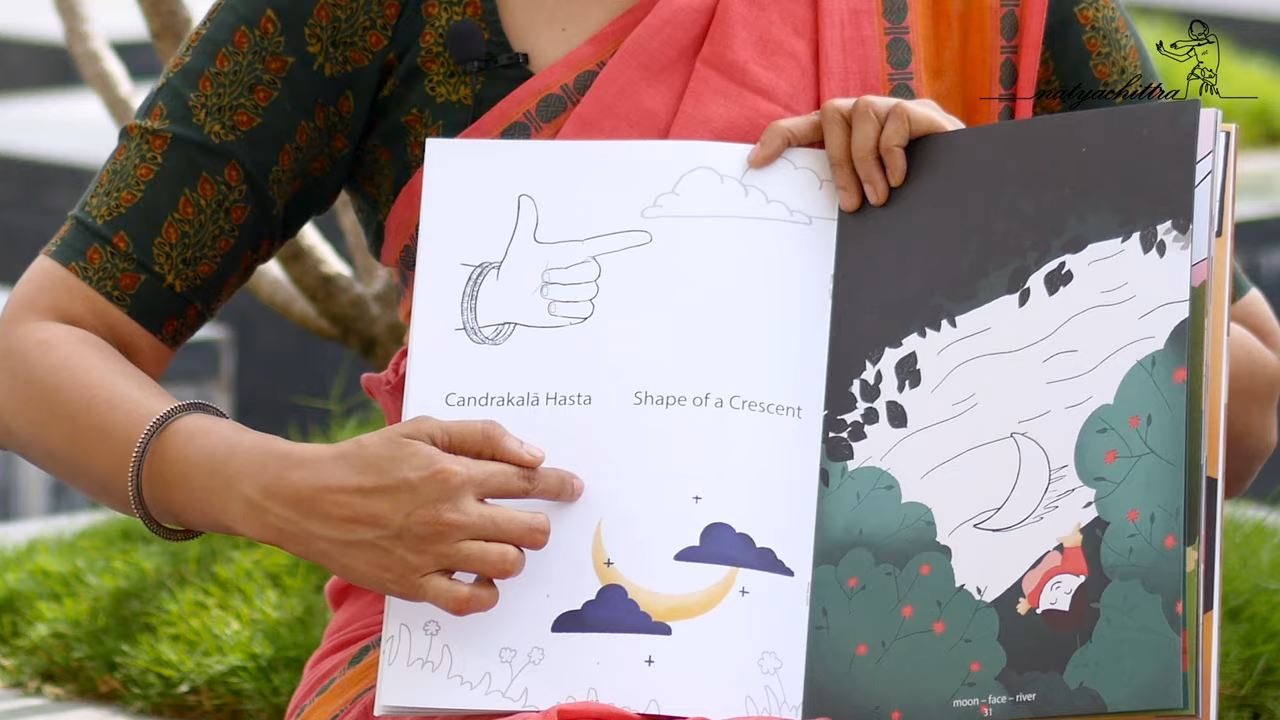 natyachittra
Candrakalā Hasta
Shape of a Crescent
moon – face – river
31